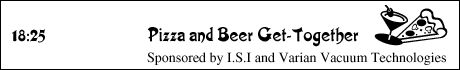 18:25 Pizza and Beer Get-Together
Sponsored by I.S.I and Varian Vacuum Technologies